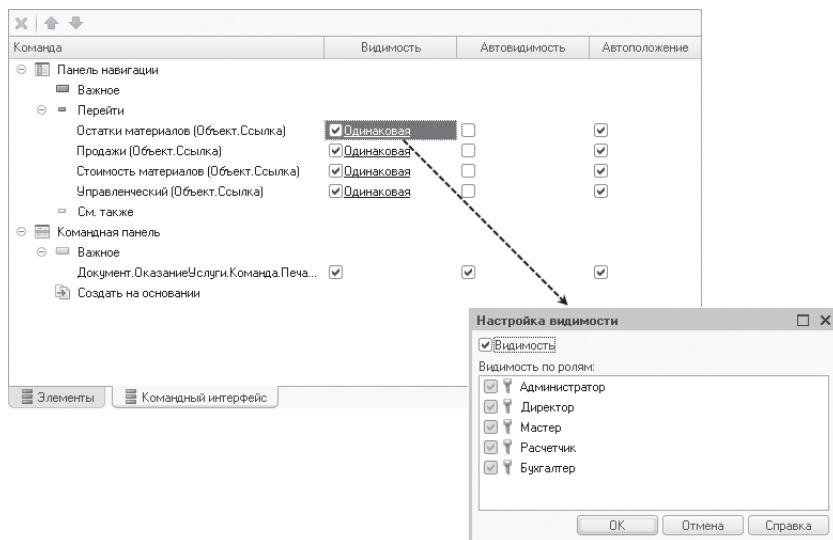 Команда Видимость Автовидимость Автоположение
Панель навигации
Важное
Перейти
Остатки материалов (Объект.Ссылка) Одинаковая
Продажи (Объект.Ссылка) Одинаковая
Стоимость материалов (Объект.Ссылка) Одинаковая
Управленческий (Объект.Ссылка) Одинаковая
См. также
Командная панель
Важное
Документ.ОказаниеУслуги.Команда.Печа...
Создать на основании
Элементы Командный интерфейс
Настройка видимости
Видимость
Видимость по ролям:
Администратор
Директор
Мастер
Расчетчик
Бухгалтер
ОК Отмена Справка